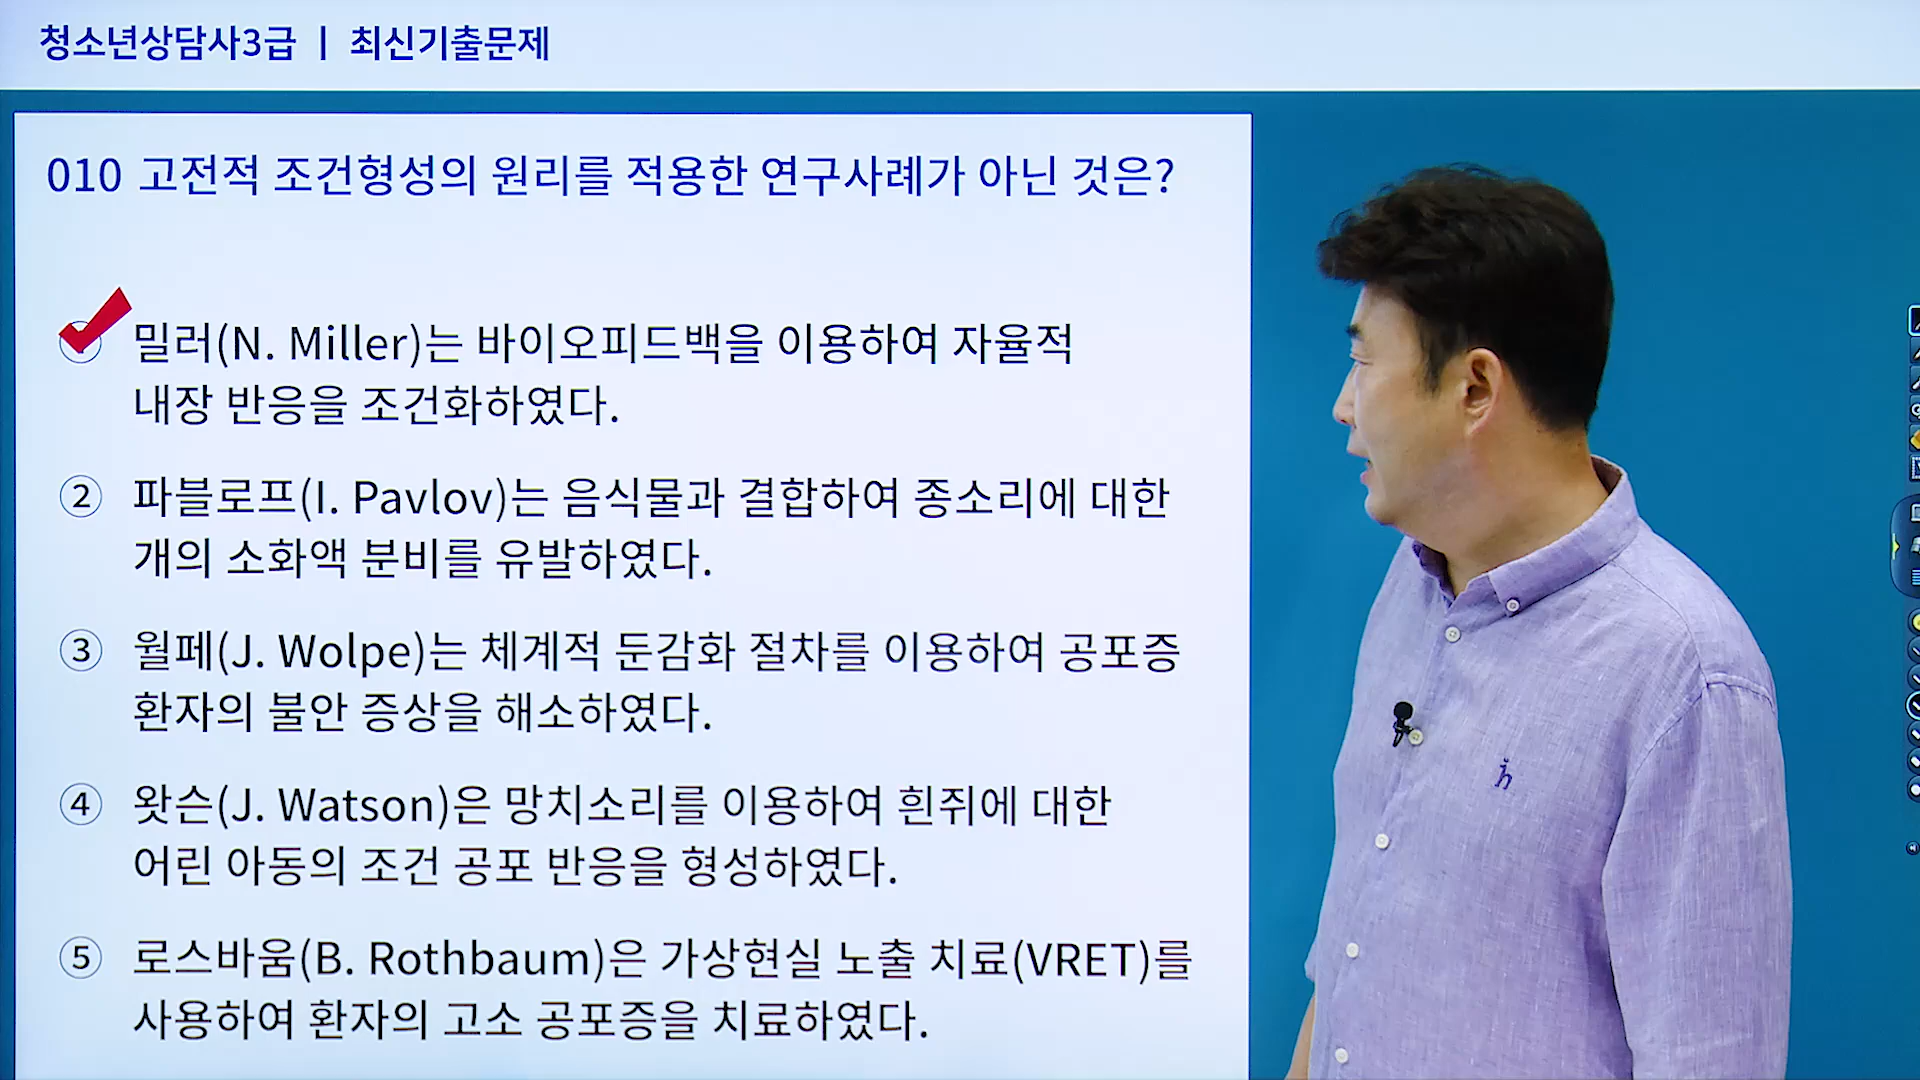 청소년상담사3급 | 최신기출문제
010 고전적 조건형성의 원리를 적용한 연구사례가 아닌 것은?
밀러(N. Miller)는 바이오피드백을 이용하여 자율적
내장 반응을 조건화하였다.
② 파블로프(I. Pavlov)는 음식물과 결합하여 종소리에 대한
개의 소화액 분비를 유발하였다.
③ 월페(J. Wolpe)는 체계적 둔감화 절차를 이용하여 공포증
환자의 불안 증상을 해소하였다.
④ 왓슨(J. Watson)은 망치소리를 이용하여 흰쥐에 대한
어린 아동의 조건 공포 반응을 형성하였다.
⑤ 로스바움(B. Rothbaum)은 가상현실 노출 치료(VRET)를
사용하여 환자의 고소 공포증을 치료하였다.